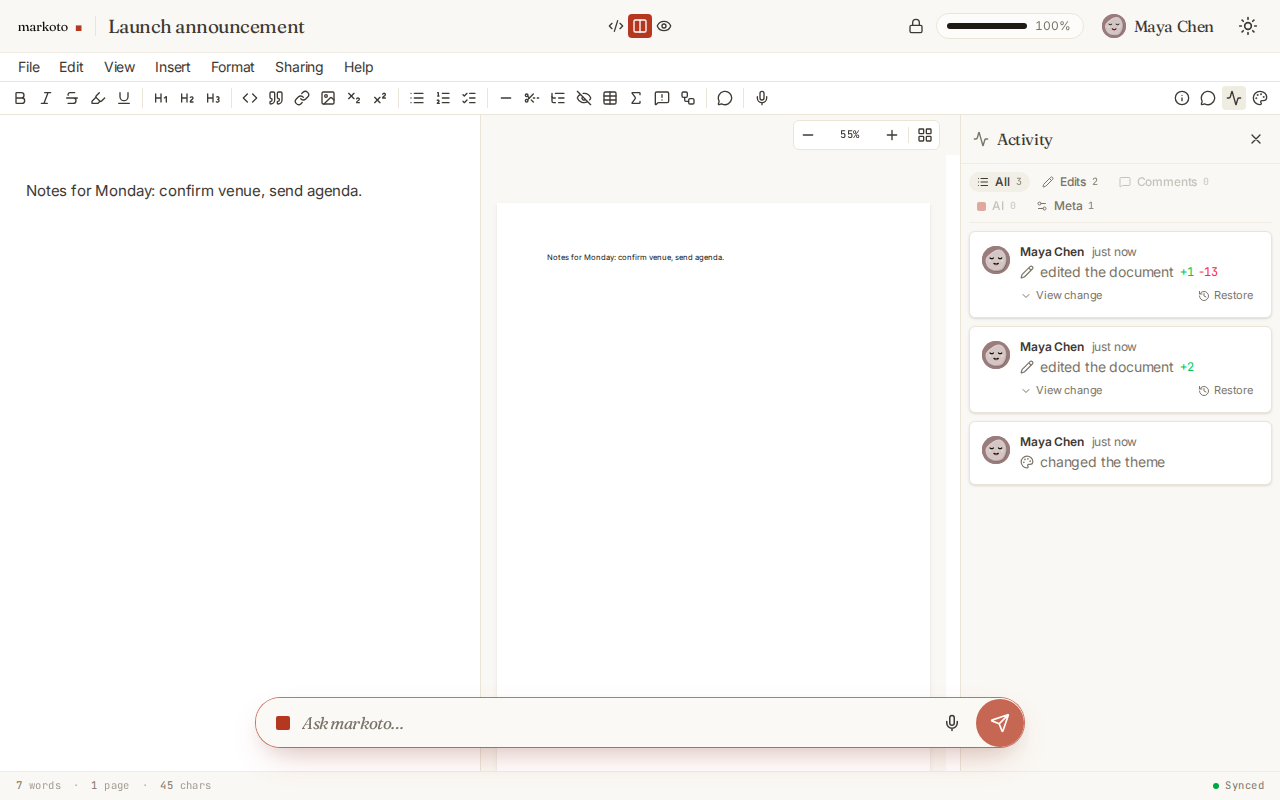 markoto
Launch announcement
100%
Maya Chen
File Edit View Insert Format Sharing Help
H1 H2 H3
55%
Activity
Notes for Monday: confirm venue, send agenda.
Notes for Monday: confirm venue, send agenda.
All 3 Edits 2 Comments 0
AI 0 Meta 1
Maya Chen just now
edited the document +1 -13
View change Restore
Maya Chen just now
edited the document +2
View change Restore
Maya Chen just now
changed the theme
Ask markoto...
7 words · 1 page · 45 chars
Synced